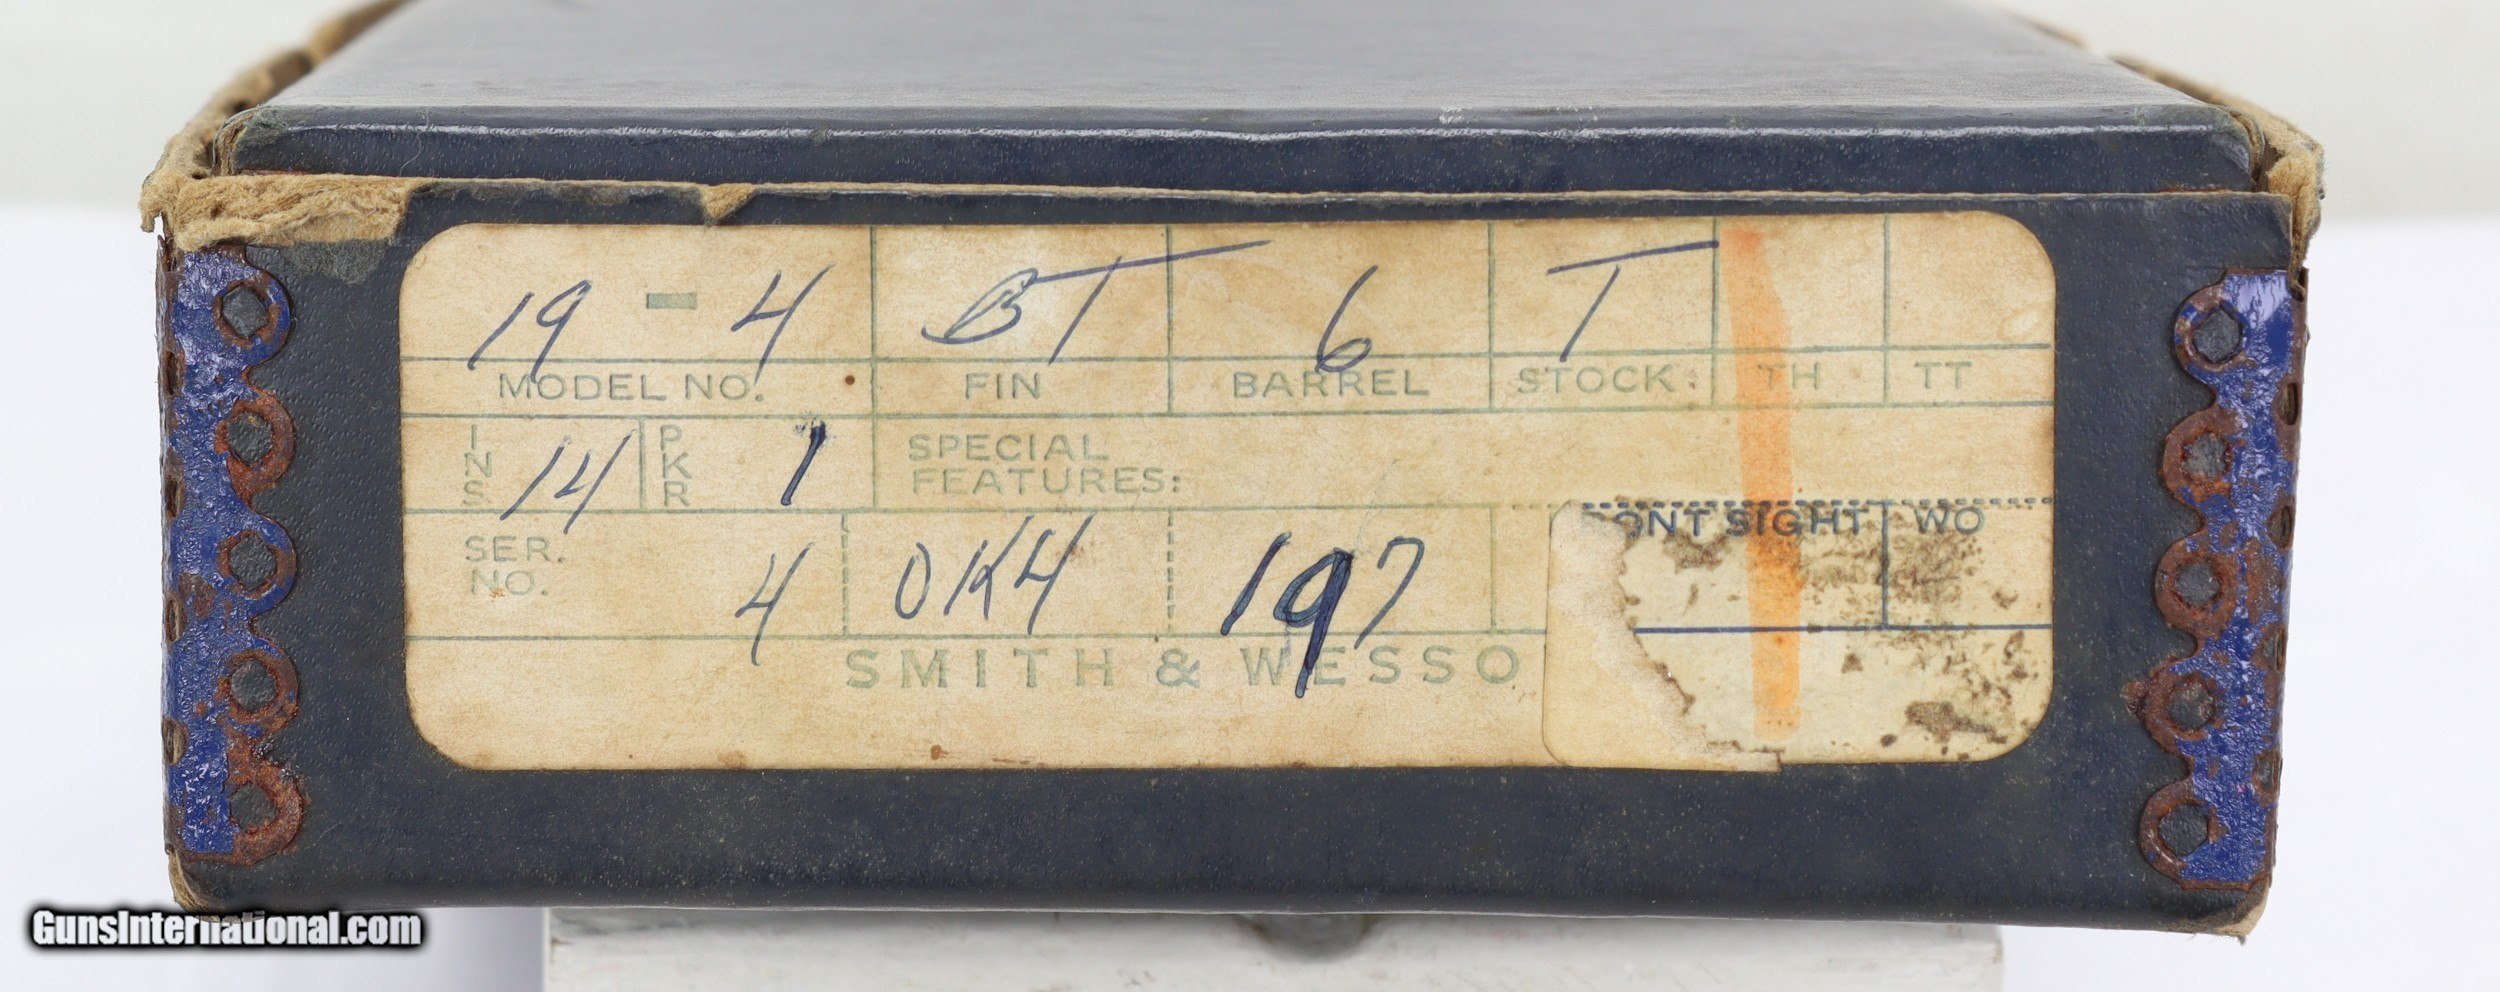 19 - 4 BT 6 T
MODEL NO. FIN BARREL STOCK TH TT
INS 14 PKR 1 SPECIAL
FEATURES:
ONT SIGHT WO
SER.
NO. 4 0K4 197
SMITH & WESSO
GunsInternational.com